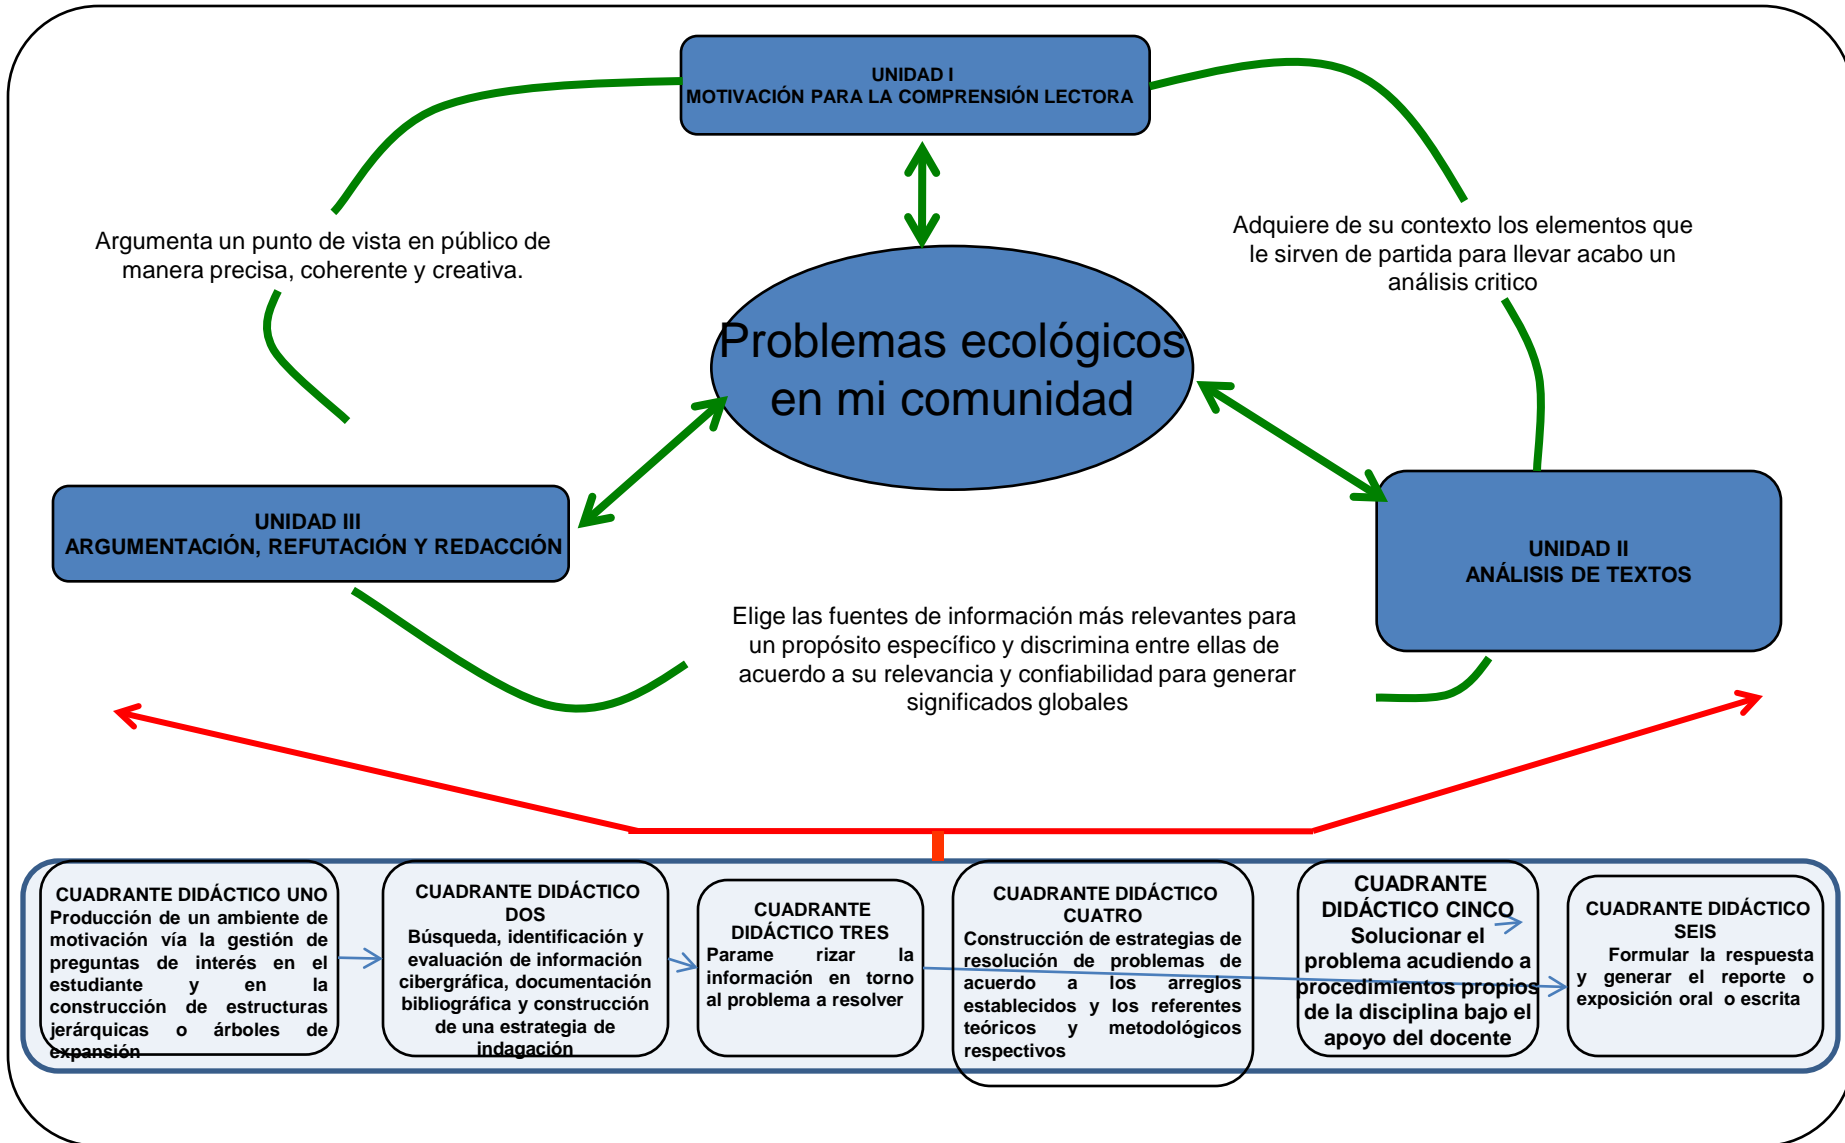 UNIDAD I
MOTIVACIÓN PARA LA COMPRENSIÓN LECTORA
Argumenta un punto de vista en público de
manera precisa, coherente y creativa.
Adquiere de su contexto los elementos que
le sirven de partida para llevar acabo un
análisis critico
Problemas ecológicos
en mi comunidad
UNIDAD III
ARGUMENTACIÓN, REFUTACIÓN Y REDACCIÓN
UNIDAD II
ANÁLISIS DE TEXTOS
Elige las fuentes de información más relevantes para
un propósito específico y discrimina entre ellas de
acuerdo a su relevancia y confiabilidad para generar
significados globales
CUADRANTE DIDÁCTICO UNO
Producción de un ambiente de
motivación vía la gestión de
preguntas de interés en el
estudiante y en la
construcción de estructuras
jerárquicas o árboles de
expansión
CUADRANTE DIDÁCTICO
DOS
Búsqueda, identificación y
evaluación de información
cibergráfica, documentación
bibliográfica y construcción
de una estrategia de
indagación
CUADRANTE
DIDÁCTICO TRES
Parame rizar la
información en torno
al problema a resolver
CUADRANTE DIDÁCTICO
CUATRO
Construcción de estrategias de
resolución de problemas de
acuerdo a los arreglos
establecidos y los referentes
teóricos y metodológicos
respectivos
CUADRANTE
DIDÁCTICO CINCO
Solucionar el
problema acudiendo a
procedimientos propios
de la disciplina bajo el
apoyo del docente
CUADRANTE DIDÁCTICO
SEIS
Formular la respuesta
y generar el reporte o
exposición oral o escrita